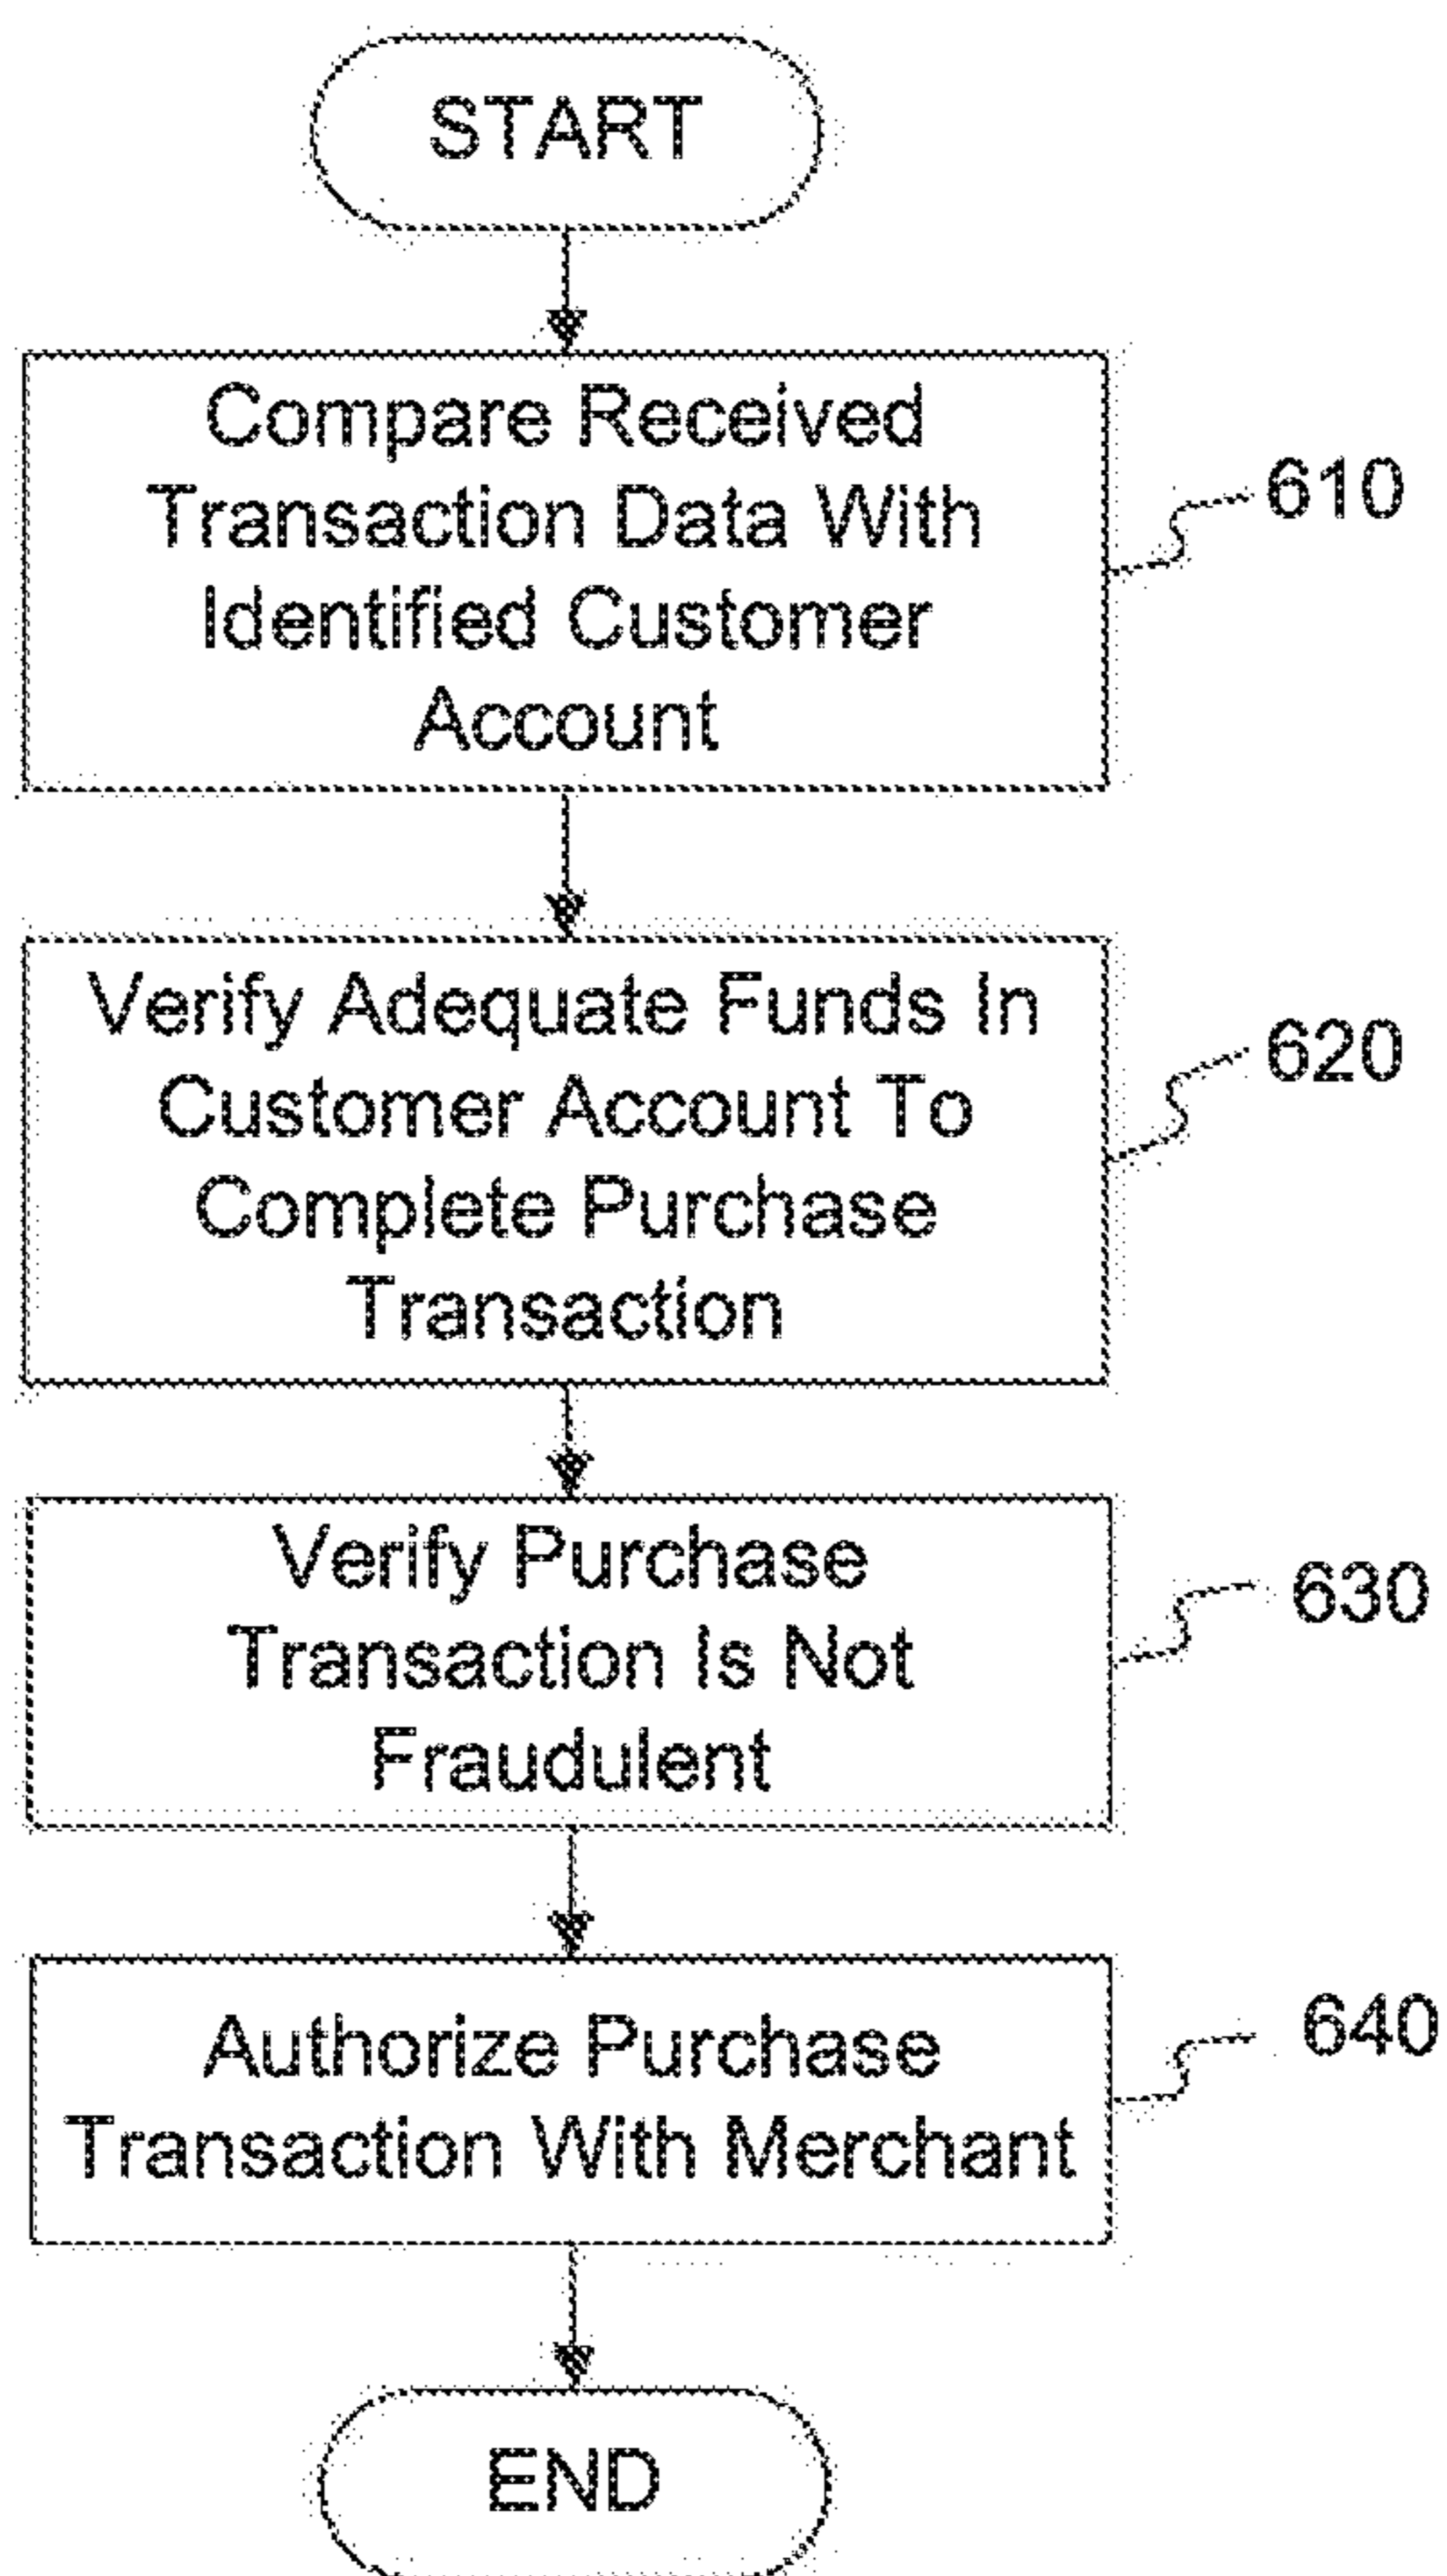 START
Compare Received
Transaction Data With
Identified Customer
Account
610
Verify Adequate Funds In
Customer Account To
Complete Purchase
Transaction
620
Verify Purchase
Transaction Is Not
Fraudulent
630
Authorize Purchase
Transaction With Merchant
640
END